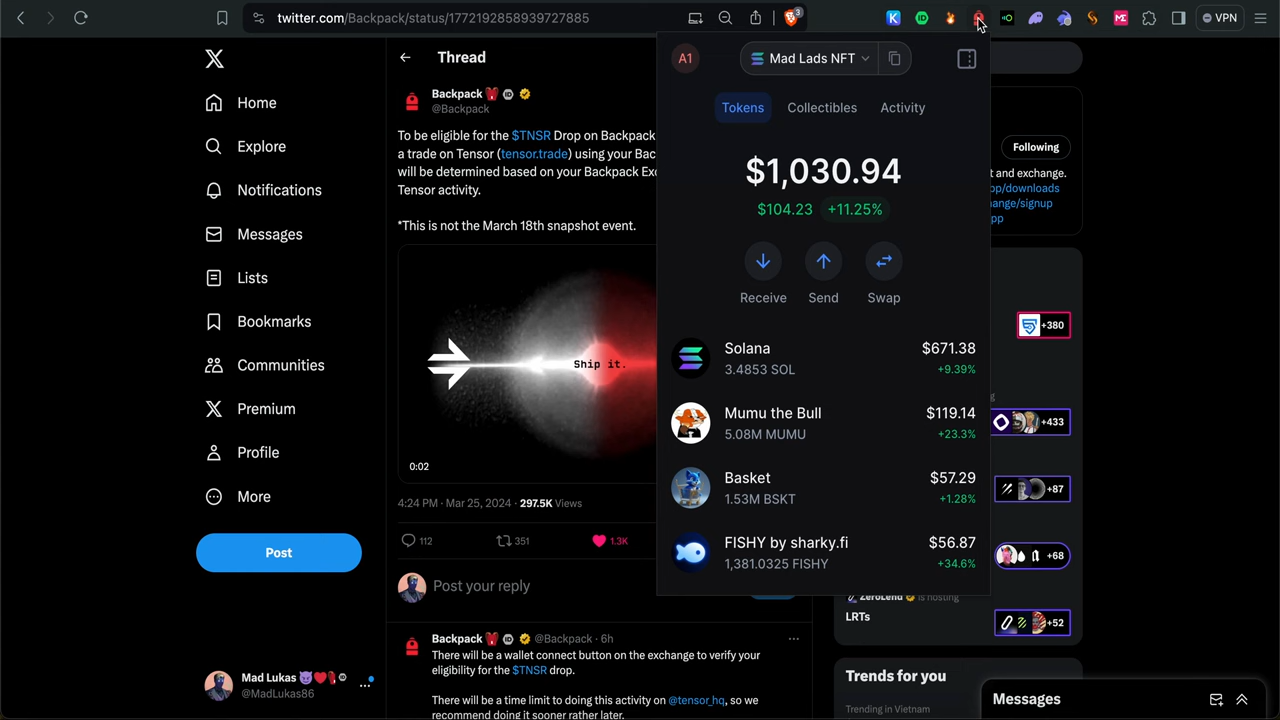 twitter.com/Backpack/status/1772192858939727885
3
K
ID
ME
VPN
Home
Explore
Notifications
Messages
Lists
Bookmarks
Communities
Premium
Profile
More
Post
Mad Lukas
@MadLukas86
Thread
Backpack
@Backpack
To be eligible for the $TNSR Drop on Backpack
a trade on Tensor (tensor.trade) using your Bac
will be determined based on your Backpack Exc
Tensor activity.
*This is not the March 18th snapshot event.
Ship it.
0:02
4:24 PM · Mar 25, 2024 · 297.5K Views
112
351
1.3K
Post your reply
Backpack @Backpack · 6h
There will be a wallet connect button on the exchange to verify your
eligibility for the $TNSR drop.
There will be a time limit to doing this activity on @tensor_hq, so we
recommend doing it sooner rather later.
A1
Mad Lads NFT
Tokens
Collectibles
Activity
$1,030.94
$104.23 +11.25%
Receive
Send
Swap
Solana
$671.38
3.4853 SOL
+9.39%
Mumu the Bull
$119.14
5.08M MUMU
+23.3%
Basket
$57.29
1.53M BSKT
+1.28%
FISHY by sharky.fi
$56.87
1,381.0325 FISHY
+34.6%
Following
t and exchange.
pp/downloads
hange/signup
pp
+380
+433
+87
+68
ZeroLend is hosting
LRTs
+52
Trends for you
Trending in Vietnam
Messages